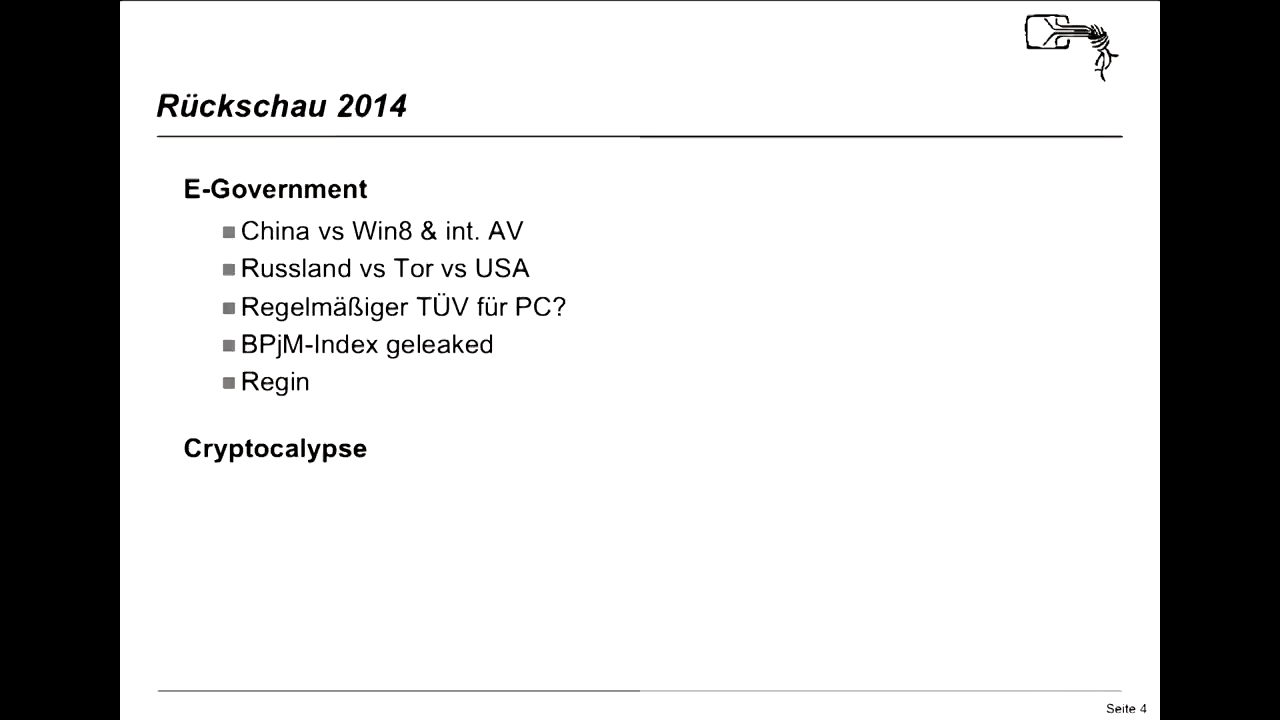 Rückschau 2014
E-Government
China vs Win8 & int. AV
Russland vs Tor vs USA
Regelmäßiger TÜV für PC?
BPjM-Index geleaked
Regin
Cryptocalypse
Seite 4